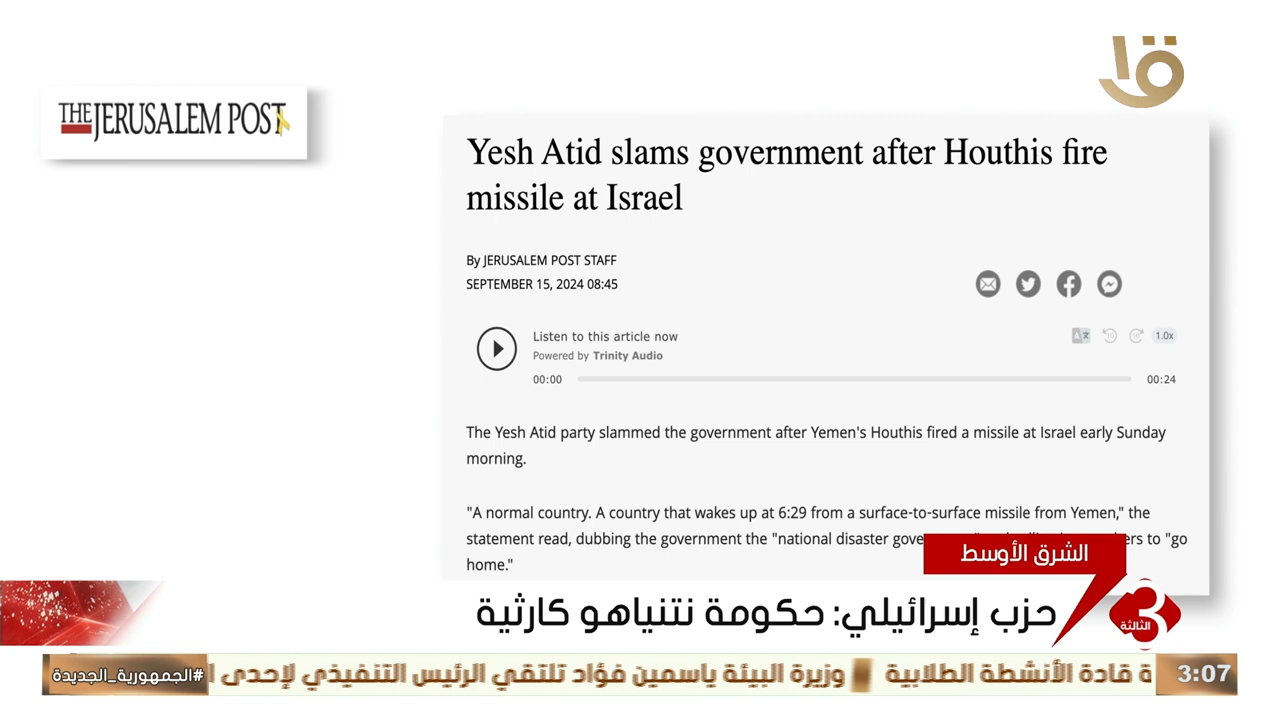 THE JERUSALEM POST
Yesh Atid slams government after Houthis fire
missile at Israel
By JERUSALEM POST STAFF
SEPTEMBER 15, 2024 08:45
Listen to this article now
Powered by Trinity Audio
1.0x
00:00
00:24
The Yesh Atid party slammed the government after Yemen's Houthis fired a missile at Israel early Sunday
morning.
"A normal country. A country that wakes up at 6:29 from a surface-to-surface missile from Yemen," the
statement read, dubbing the government the "national disaster to "go
home."
الشرق الأوسط
حزب إسرائيلي: حكومة نتنياهو كارثية
3 الثالثة
#الجمهورية_الجديدة
قادة الأنشطة الطلابية
وزيرة البيئة ياسمين فؤاد تلتقي الرئيس التنفيذي لإحدى
3:07